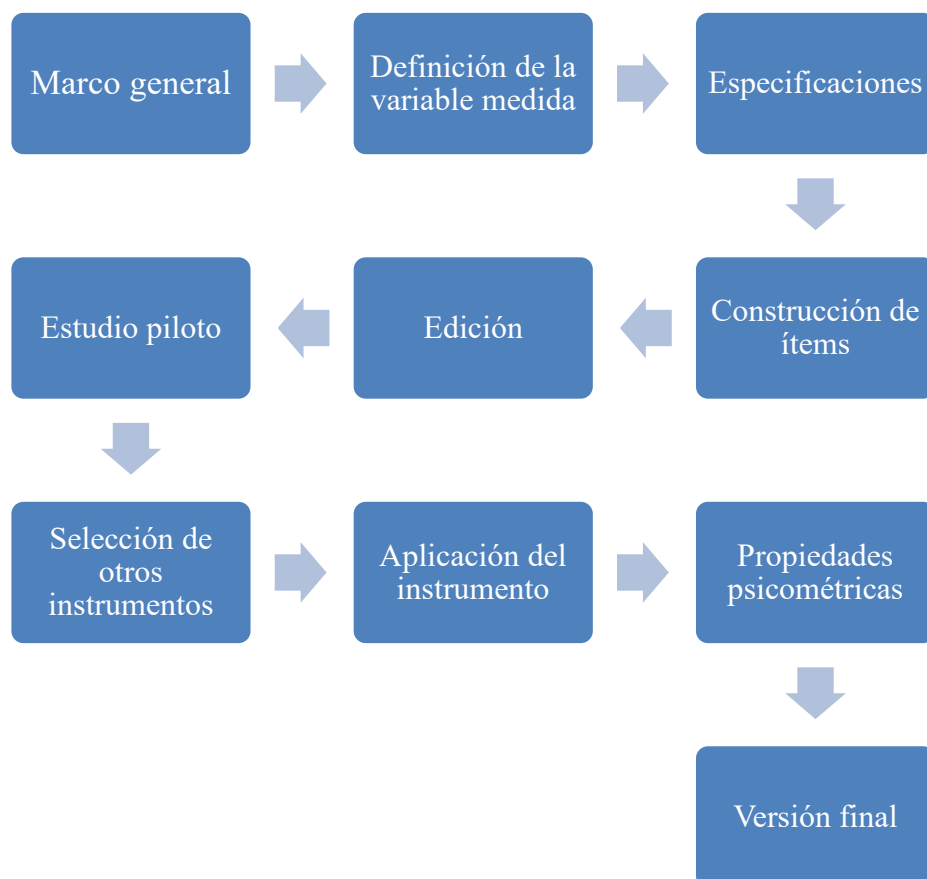 Marco general
Definición de la
variable medida
Especificaciones
Construcción de
ítems
Edición
Estudio piloto
Selección de
otros
instrumentos
Aplicación del
instrumento
Propiedades
psicométricas
Versión final